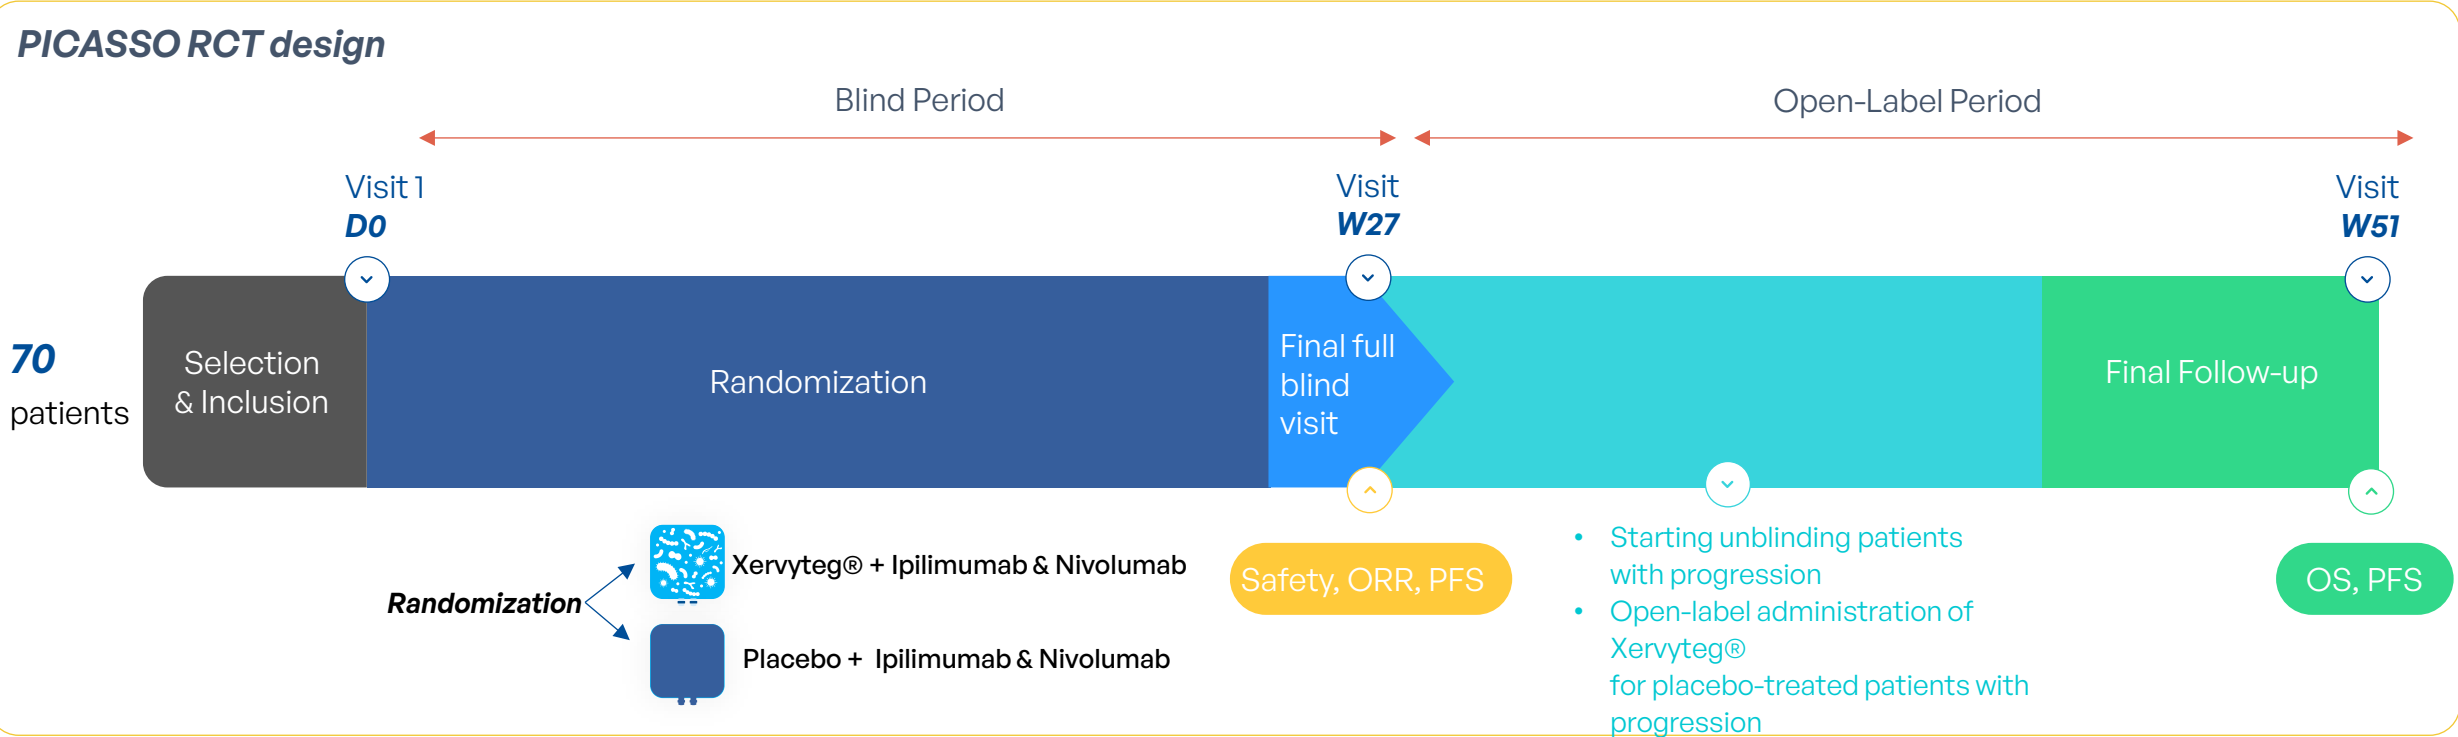 PICASSO RCT design
Blind Period
Open-Label Period
Visit 1
D0
Visit
W27
Visit
W51
70
patients
Selection
& Inclusion
Randomization
Final full
blind
visit
Final Follow-up
Randomization
Xervyteg® + Ipilimumab & Nivolumab
Placebo + Ipilimumab & Nivolumab
Safety, ORR, PFS
• Starting unblinding patients
with progression
• Open-label administration of
Xervyteg®
for placebo-treated patients with
progression
OS, PFS